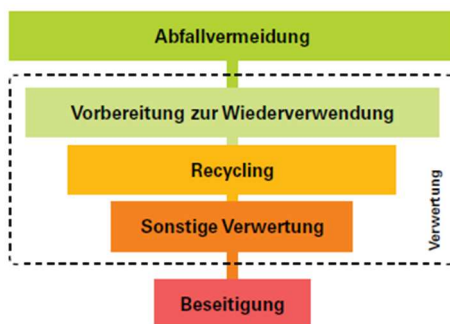 Abfallvermeidung
Vorbereitung zur Wiederverwendung
Recycling
Sonstige Verwertung
Verwertung
Beseitigung